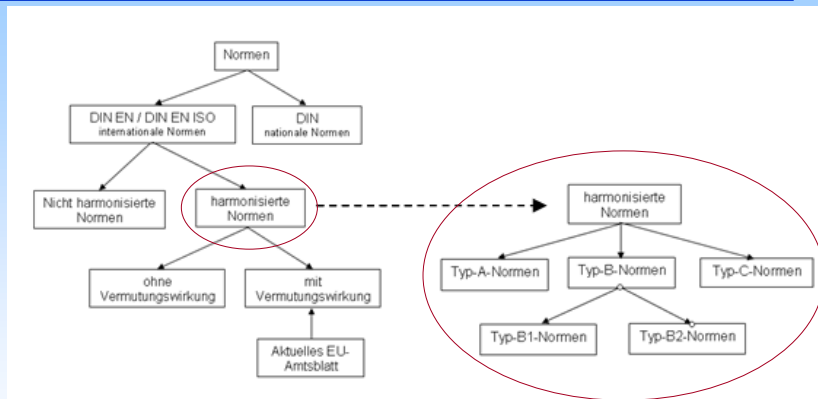 Normen
DIN EN / DIN EN ISO
internationale Normen
DIN
nationale Normen
Nicht harmonisierte
Normen
harmonisierte
Normen
ohne
Vermutungswirkung
mit
Vermutungswirkung
Aktuelles EU-
Amtsblatt
harmonisierte
Normen
Typ-A-Normen
Typ-B-Normen
Typ-C-Normen
Typ-B1-Normen
Typ-B2-Normen